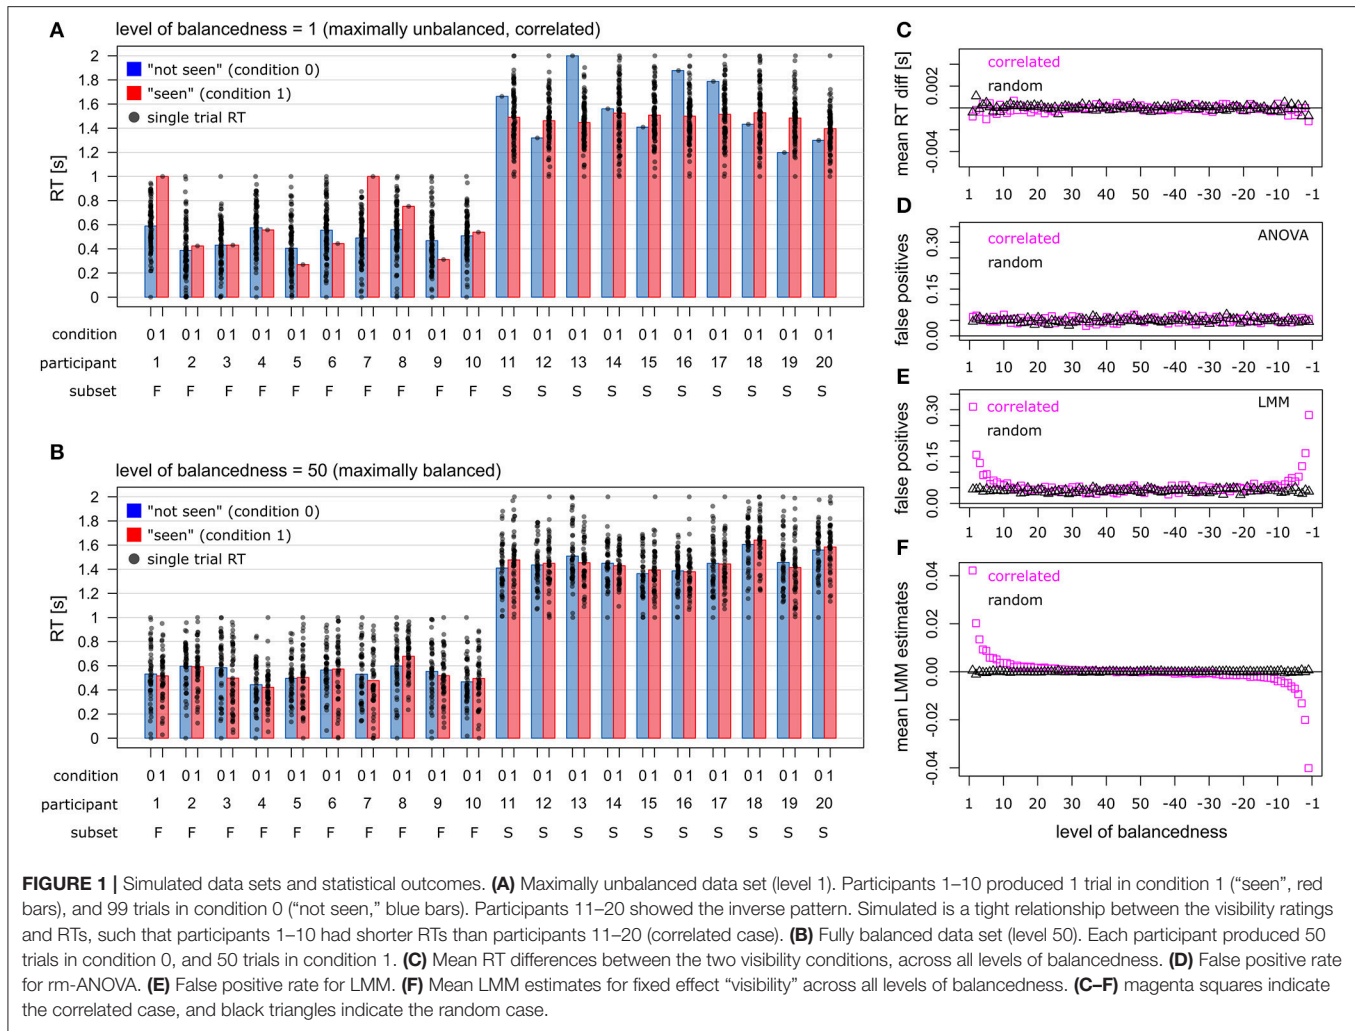 A
level of balancedness = 1 (maximally unbalanced, correlated)
"not seen" (condition 0)
"seen" (condition 1)
single trial RT
RT [s]
2
1.8
1.6
1.4
1.2
1
0.8
0.6
0.4
0.2
0
condition 0 1 0 1 0 1 0 1 0 1 0 1 0 1 0 1 0 1 0 1 0 1 0 1 0 1 0 1 0 1 0 1 0 1 0 1 0 1 0 1
participant 1 2 3 4 5 6 7 8 9 10 11 12 13 14 15 16 17 18 19 20
subset F F F F F F F F F F S S S S S S S S S S
B
level of balancedness = 50 (maximally balanced)
"not seen" (condition 0)
"seen" (condition 1)
single trial RT
RT [s]
2
1.8
1.6
1.4
1.2
1
0.8
0.6
0.4
0.2
0
condition 0 1 0 1 0 1 0 1 0 1 0 1 0 1 0 1 0 1 0 1 0 1 0 1 0 1 0 1 0 1 0 1 0 1 0 1 0 1 0 1
participant 1 2 3 4 5 6 7 8 9 10 11 12 13 14 15 16 17 18 19 20
subset F F F F F F F F F F S S S S S S S S S S
C
correlated
random
mean RT diff [s]
0.002
-0.004
1 10 20 30 40 50 -40 -30 -20 -10 -1
D
correlated
random
ANOVA
false positives
0.30
0.15
0.00
1 10 20 30 40 50 -40 -30 -20 -10 -1
E
correlated
random
LMM
false positives
0.30
0.15
0.00
1 10 20 30 40 50 -40 -30 -20 -10 -1
F
correlated
random
mean LMM estimates
0.04
0.02
0.00
-0.02
-0.04
1 10 20 30 40 50 -40 -30 -20 -10 -1
level of balancedness
FIGURE 1 | Simulated data sets and statistical outcomes. (A) Maximally unbalanced data set (level 1). Participants 1–10 produced 1 trial in condition 1 (“seen”, red
bars), and 99 trials in condition 0 (“not seen,” blue bars). Participants 11–20 showed the inverse pattern. Simulated is a tight relationship between the visibility ratings
and RTs, such that participants 1–10 had shorter RTs than participants 11–20 (correlated case). (B) Fully balanced data set (level 50). Each participant produced 50
trials in condition 0, and 50 trials in condition 1. (C) Mean RT differences between the two visibility conditions, across all levels of balancedness. (D) False positive rate
for rm-ANOVA. (E) False positive rate for LMM. (F) Mean LMM estimates for fixed effect “visibility” across all levels of balancedness. (C–F) magenta squares indicate
the correlated case, and black triangles indicate the random case.